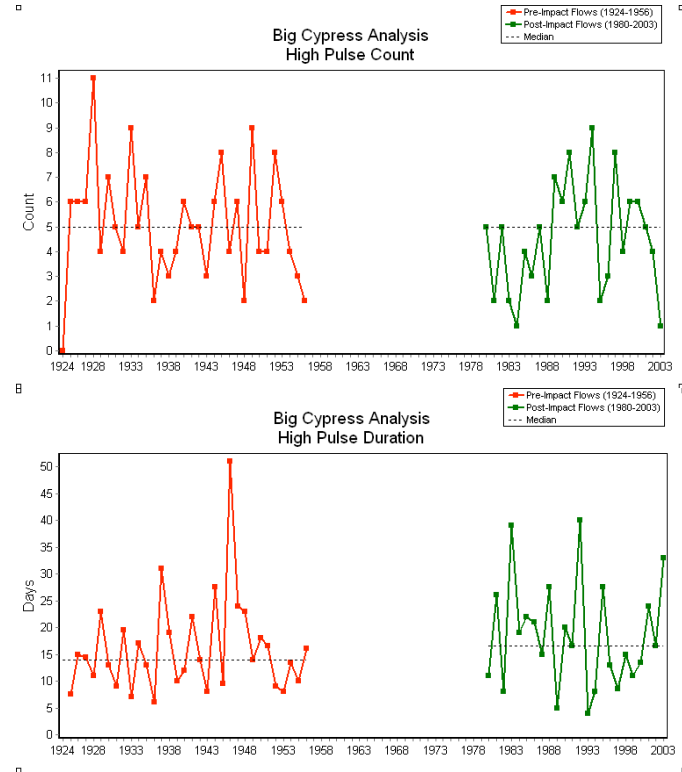 Pre-Impact Flows (1924-1956)
Post-Impact Flows (1980-2003)
Median
Big Cypress Analysis
High Pulse Count
11
10
9
8
7
6
5
4
3
2
1
0
Count
1924 1928 1933 1938 1943 1948 1953 1958 1963 1968 1973 1978 1983 1988 1993 1998 2003
Pre-Impact Flows (1924-1956)
Post-Impact Flows (1980-2003)
Median
Big Cypress Analysis
High Pulse Duration
50
45
40
35
30
25
20
15
10
5
0
Days
1924 1928 1933 1938 1943 1948 1953 1958 1963 1968 1973 1978 1983 1988 1993 1998 2003